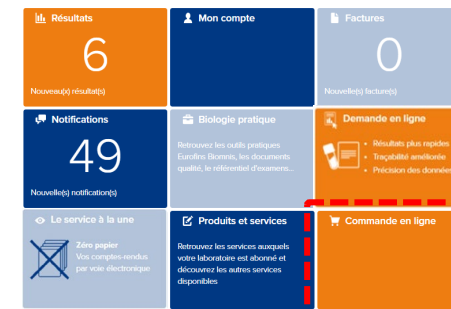 Résultats
6
Nouveau(x) résultat(s)
Mon compte
Factures
0
Nouvelle(s) facture(s)
Notifications
49
Nouvelle(s) notification(s)
Biologie pratique
Retrouvez les outils pratiques
Eurofins Biomnis, les documents
qualité, le référentiel d'examens...
Demande en ligne
• Résultats plus rapides
• Traçabilité améliorée
• Précision des données
Le service à la une
Zéro papier
Vos comptes-rendus
par voie électronique
Produits et services
Retrouvez les services auxquels
votre laboratoire est abonné et
découvrez les autres services
disponibles
Commande en ligne